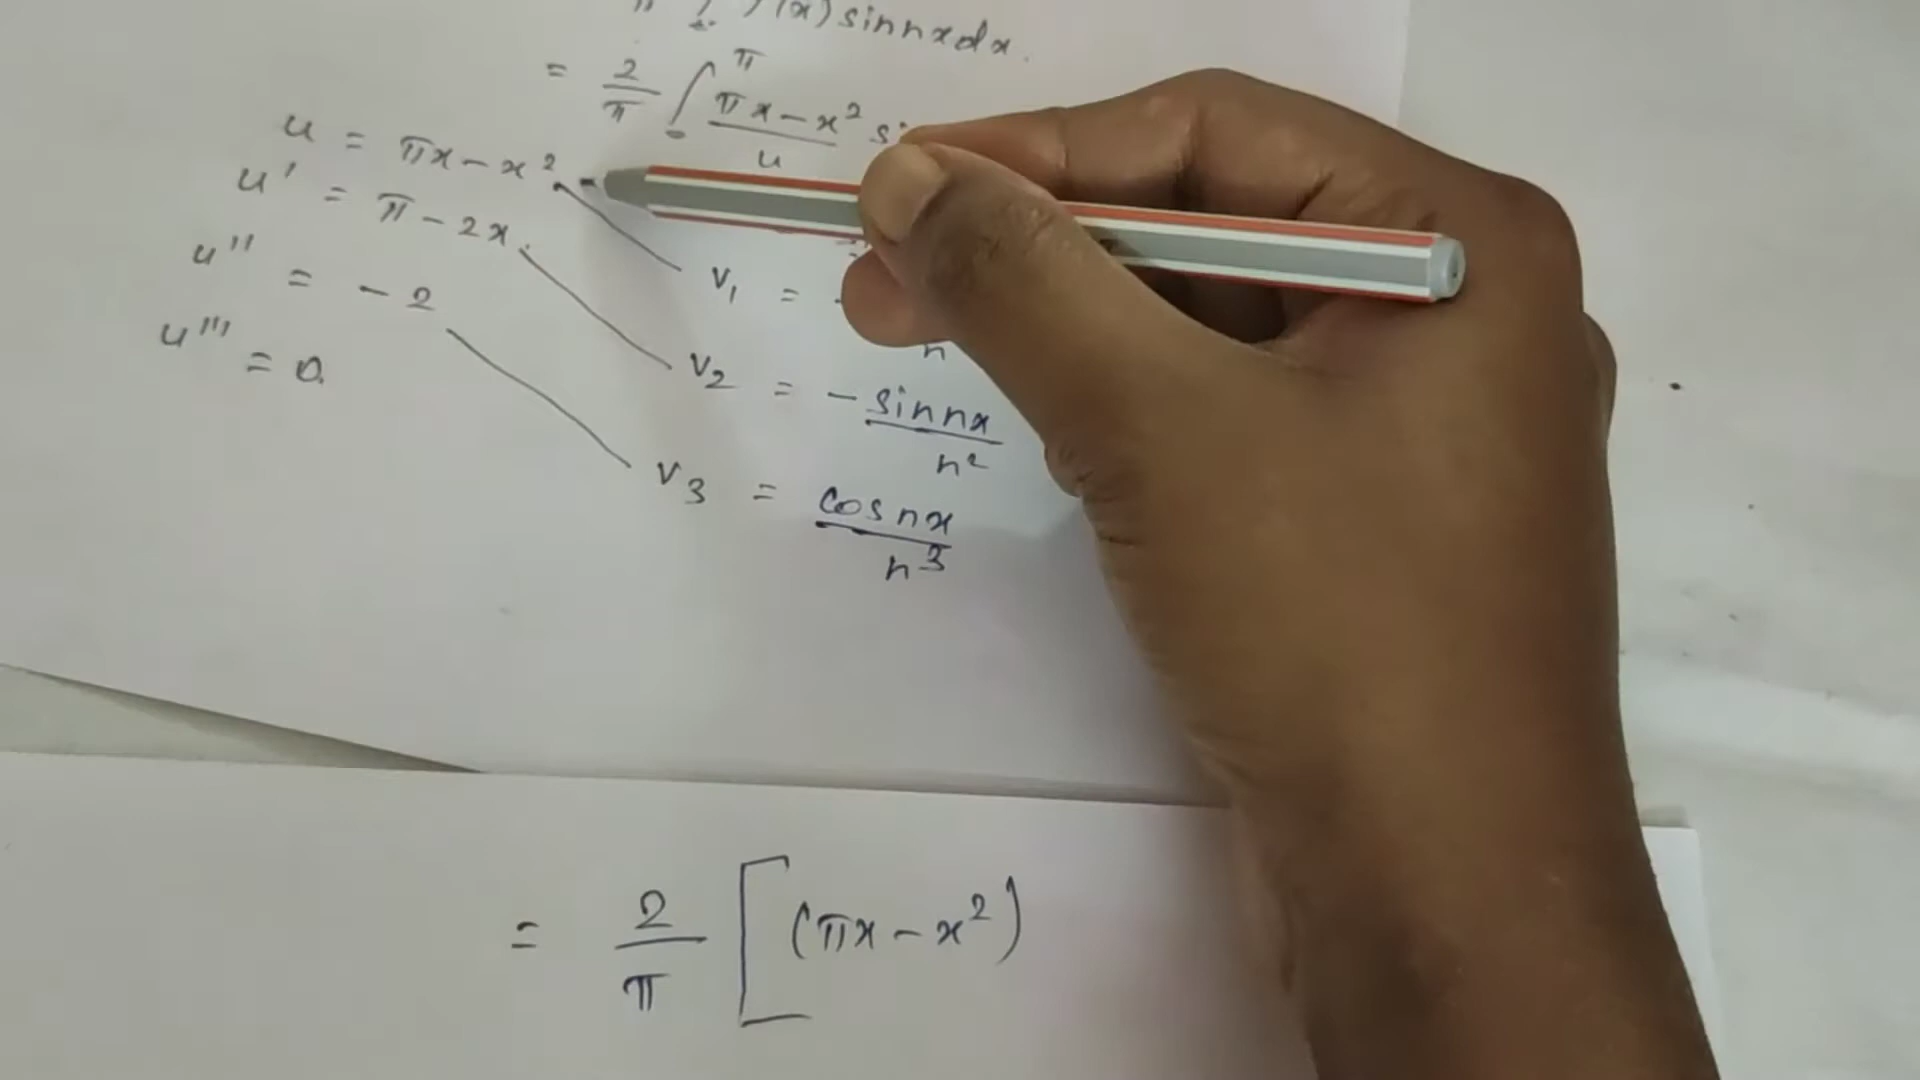 (x) sin nx dx.
= 2/π ∫₀^π πx - x²
u
u = πx - x²
u' = π - 2x.
v₁ =
n
u'' = -2
v₂ = - sin nx / n²
u''' = 0.
v₃ = cos nx / n³
= 2/π [ (πx - x²)